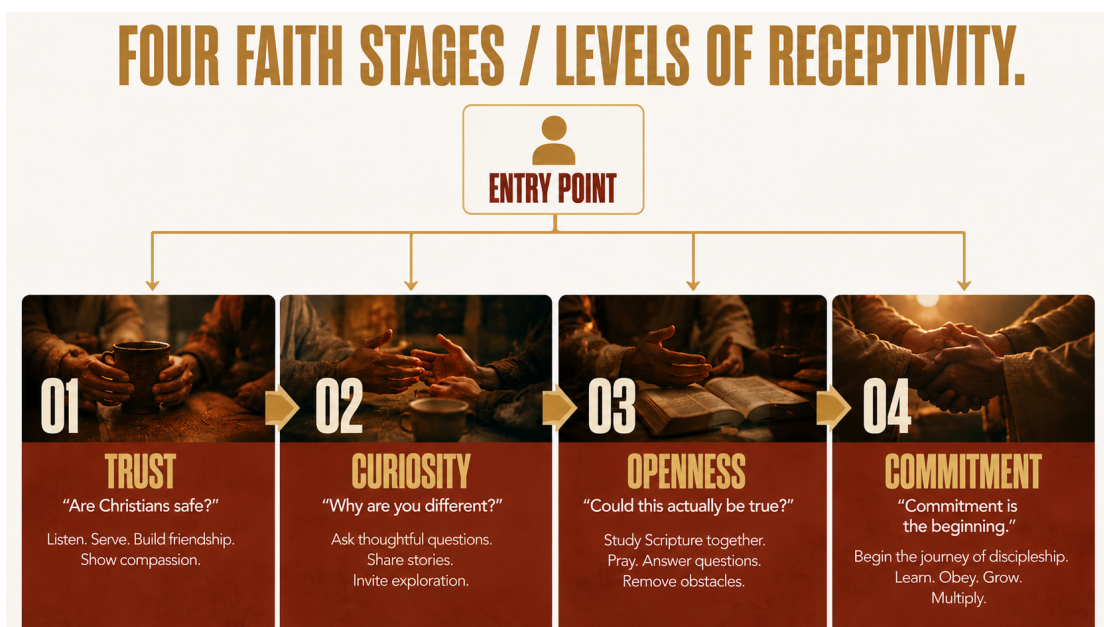 FOUR FAITH STAGES / LEVELS OF RECEPTIVITY.
ENTRY POINT
01
TRUST
“Are Christians safe?”
Listen. Serve. Build friendship.
Show compassion.
02
CURIOSITY
“Why are you different?”
Ask thoughtful questions.
Share stories.
Invite exploration.
03
OPENNESS
“Could this actually be true?”
Study Scripture together.
Pray. Answer questions.
Remove obstacles.
04
COMMITMENT
“Commitment is
the beginning.”
Begin the journey of discipleship.
Learn. Obey. Grow.
Multiply.